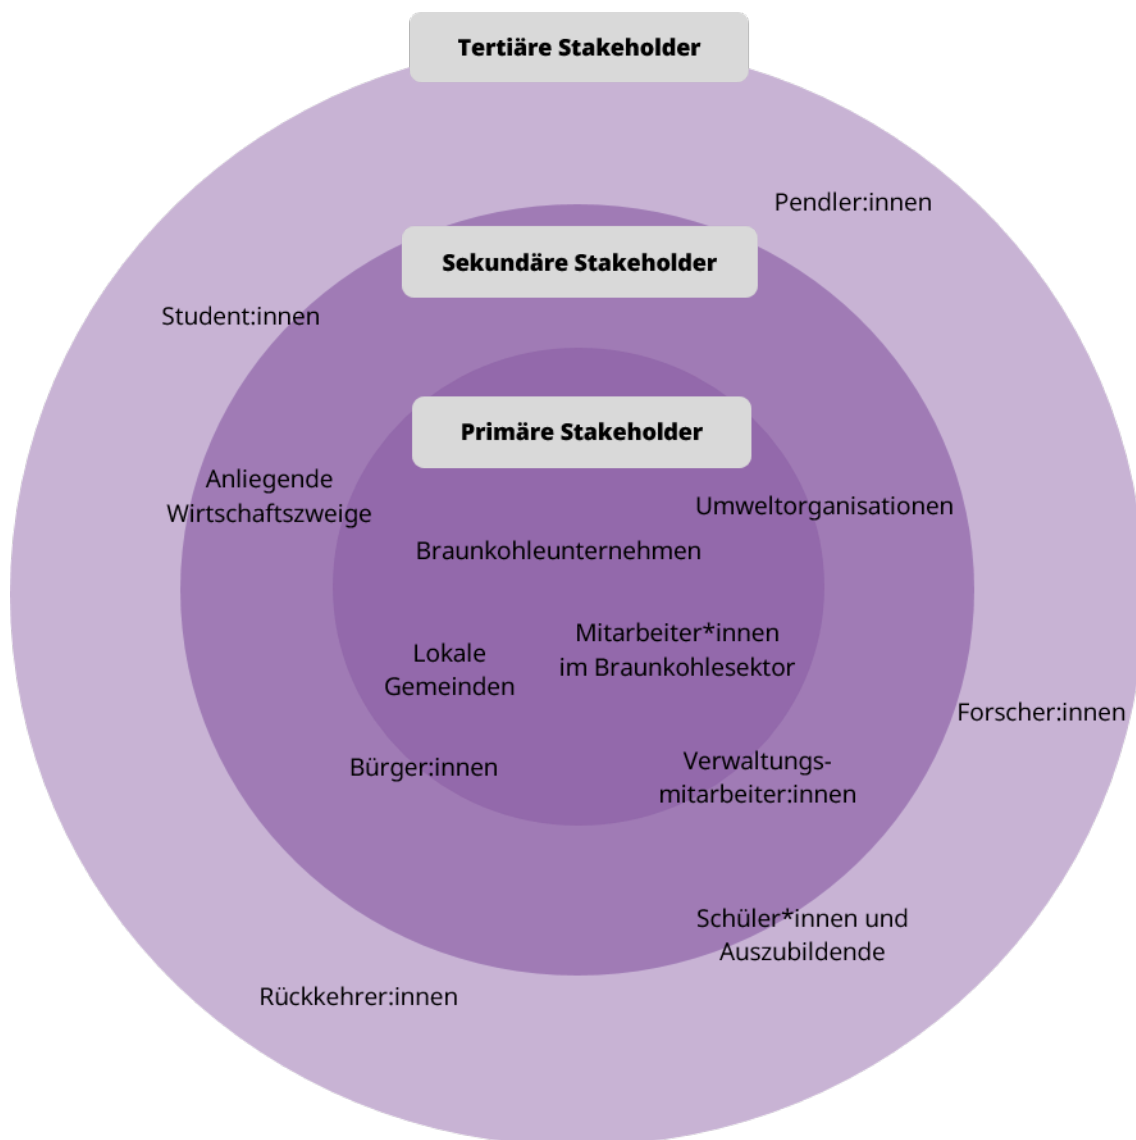 Tertiäre Stakeholder
Pendler:innen
Sekundäre Stakeholder
Student:innen
Primäre Stakeholder
Anliegende
Wirtschaftszweige
Umweltorganisationen
Braunkohleunternehmen
Mitarbeiter*innen
im Braunkohlesektor
Lokale
Gemeinden
Forscher:innen
Bürger:innen
Verwaltungs-
mitarbeiter:innen
Schüler*innen und
Auszubildende
Rückkehrer:innen